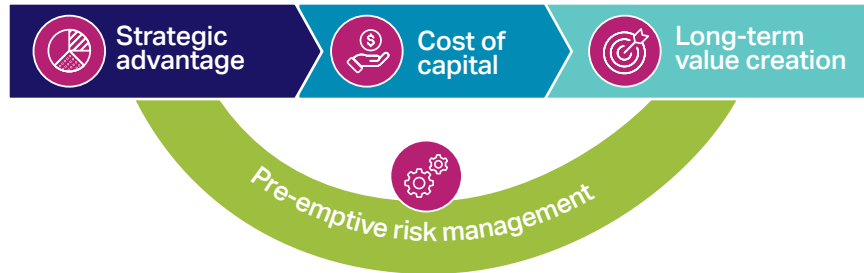 Strategic
advantage
Cost of
capital
Long-term
value creation
$
Pre-emptive risk management